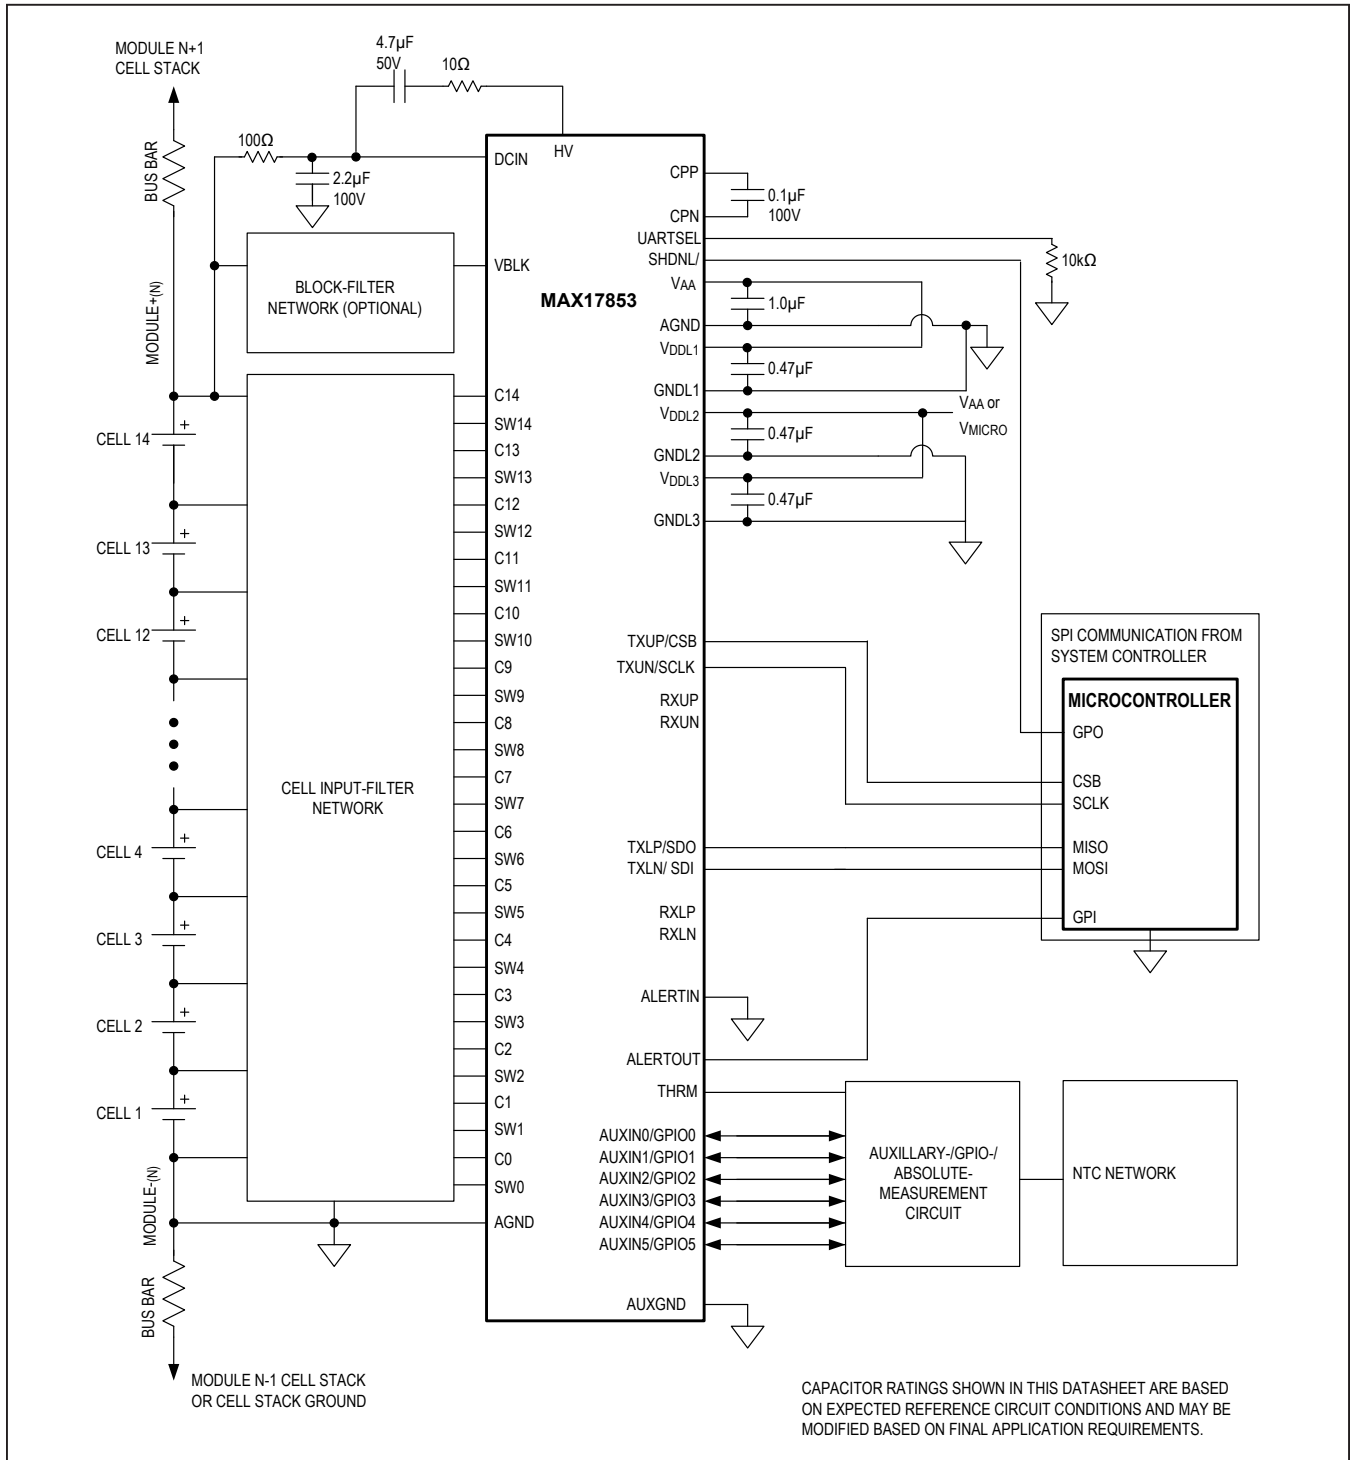 MODULE N+1
CELL STACK
BUS BAR
MODULE+(N)
100Ω
4.7µF
50V
10Ω
2.2µF
100V
BLOCK-FILTER
NETWORK (OPTIONAL)
CELL INPUT-FILTER
NETWORK
CELL 14
+
CELL 13
+
CELL 12
+
CELL 4
+
CELL 3
+
CELL 2
+
CELL 1
+
MODULE-(N)
BUS BAR
MODULE N-1 CELL STACK
OR CELL STACK GROUND
MAX17853
HV
DCIN
VBLK
C14
SW14
C13
SW13
C12
SW12
C11
SW11
C10
SW10
C9
SW9
C8
SW8
C7
SW7
C6
SW6
C5
SW5
C4
SW4
C3
SW3
C2
SW2
C1
SW1
C0
SW0
AGND
CPP
CPN
UARTSEL
SHDNL/
VAA
AGND
VDDL1
GNDL1
VDDL2
GNDL2
VDDL3
GNDL3
TXUP/CSB
TXUN/SCLK
RXUP
RXUN
TXLP/SDO
TXLN/ SDI
RXLP
RXLN
ALERTIN
ALERTOUT
THRM
AUXIN0/GPIO0
AUXIN1/GPIO1
AUXIN2/GPIO2
AUXIN3/GPIO3
AUXIN4/GPIO4
AUXIN5/GPIO5
AUXGND
0.1µF
100V
10kΩ
1.0µF
0.47µF
VAA or
VMICRO
0.47µF
0.47µF
SPI COMMUNICATION FROM
SYSTEM CONTROLLER
MICROCONTROLLER
GPO
CSB
SCLK
MISO
MOSI
GPI
AUXILLARY-/GPIO-/
ABSOLUTE-
MEASUREMENT
CIRCUIT
NTC NETWORK
CAPACITOR RATINGS SHOWN IN THIS DATASHEET ARE BASED
ON EXPECTED REFERENCE CIRCUIT CONDITIONS AND MAY BE
MODIFIED BASED ON FINAL APPLICATION REQUIREMENTS.